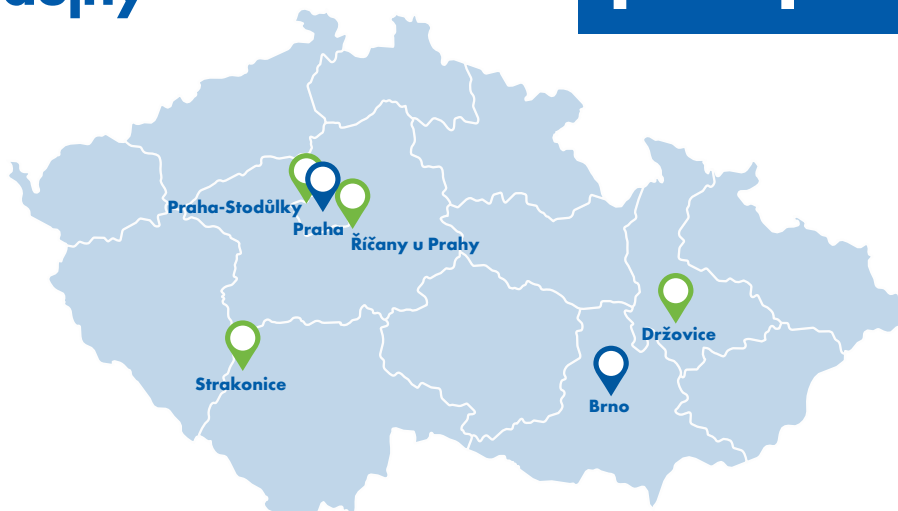 Praha-Stodůlky
Praha
Říčany u Prahy
Držovice
Strakonice
Brno